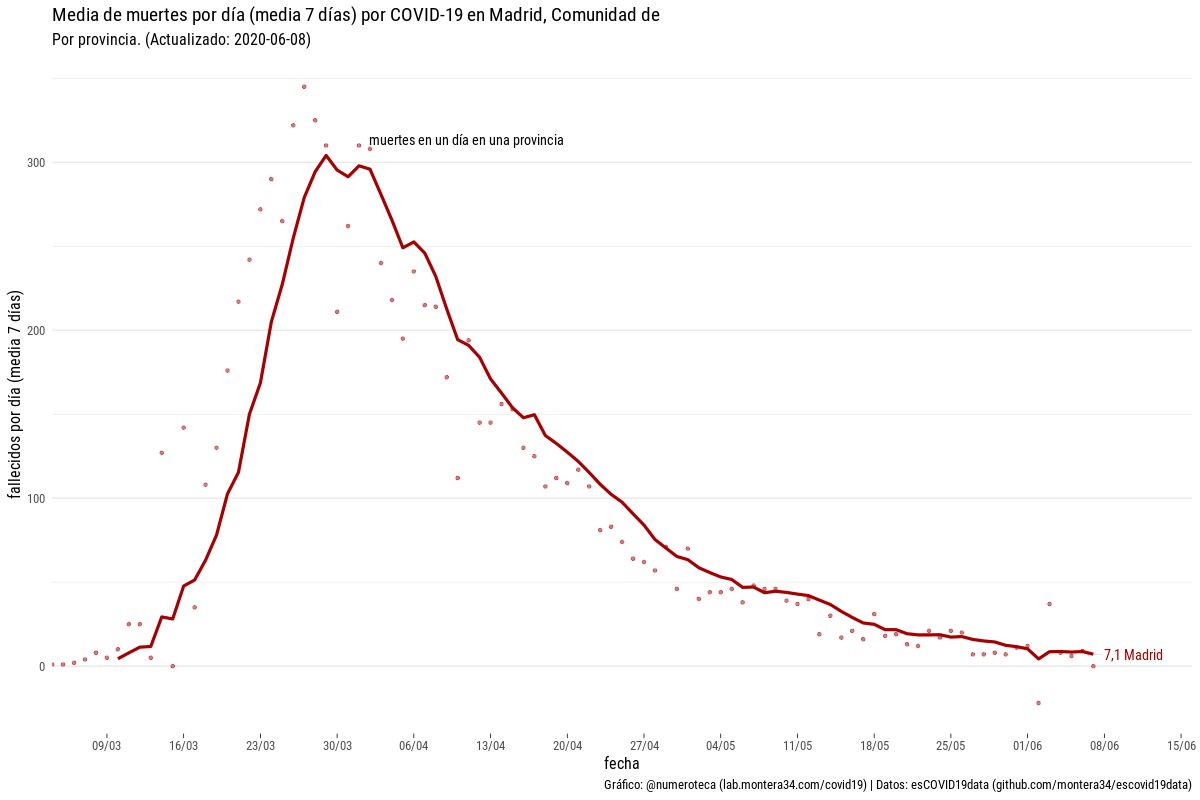 Media de muertes por día (media 7 días) por COVID-19 en Madrid, Comunidad de
Por provincia. (Actualizado: 2020-06-08)
muertes en un día en una provincia
300
200
100
0
fallecidos por día (media 7 días)
7,1 Madrid
09/03 16/03 23/03 30/03 06/04 13/04 20/04 27/04 04/05 11/05 18/05 25/05 01/06 08/06 15/06
fecha
Gráfico: @numeroteca (lab.montera34.com/covid19) | Datos: esCOVID19data (github.com/montera34/escovid19data)